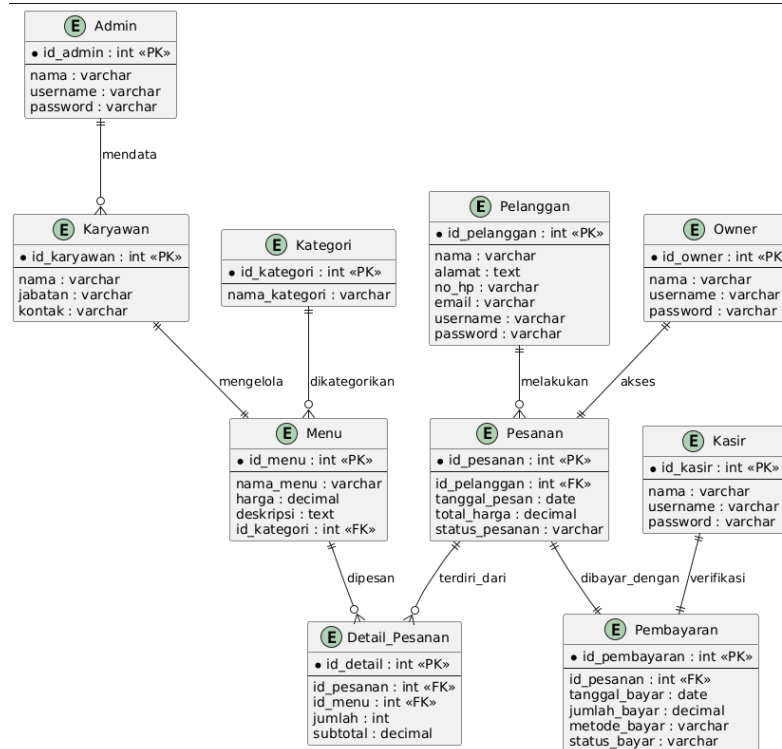 E Admin
id_admin : int «PK»
nama : varchar
username : varchar
password : varchar
mendata
E Karyawan
id_karyawan : int «PK»
nama : varchar
jabatan : varchar
kontak : varchar
E Kategori
id_kategori : int «PK»
nama_kategori : varchar
E Pelanggan
id_pelanggan : int «PK»
nama : varchar
alamat : text
no_hp : varchar
email : varchar
username : varchar
password : varchar
E Owner
id_owner : int «PK»
nama : varchar
username : varchar
password : varchar
mengelola
dikategorikan
melakukan
akses
E Menu
id_menu : int «PK»
nama_menu : varchar
harga : decimal
deskripsi : text
id_kategori : int «FK»
E Pesanan
id_pesanan : int «PK»
id_pelanggan : int «FK»
tanggal_pesan : date
total_harga : decimal
status_pesanan : varchar
E Kasir
id_kasir : int «PK»
nama : varchar
username : varchar
password : varchar
dipesan
terdiri_dari
dibayar_dengan
verifikasi
E Detail_Pesanan
id_detail : int «PK»
id_pesanan : int «FK»
id_menu : int «FK»
jumlah : int
subtotal : decimal
E Pembayaran
id_pembayaran : int «PK»
id_pesanan : int «FK»
tanggal_bayar : date
jumlah_bayar : decimal
metode_bayar : varchar
status_bayar : varchar